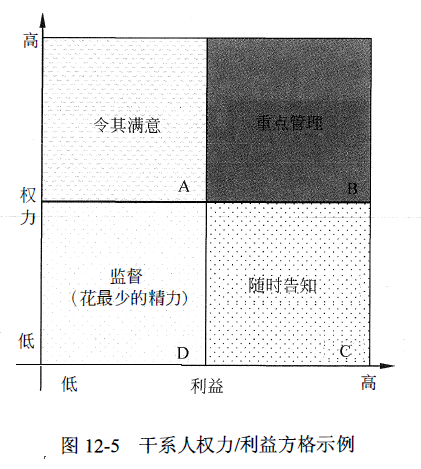 高
令其满意
重点管理
A
B
权
力
监督
（花最少的精力）
随时告知
低
D
C
低
利益
高
图 12-5 干系人权力/利益方格示例